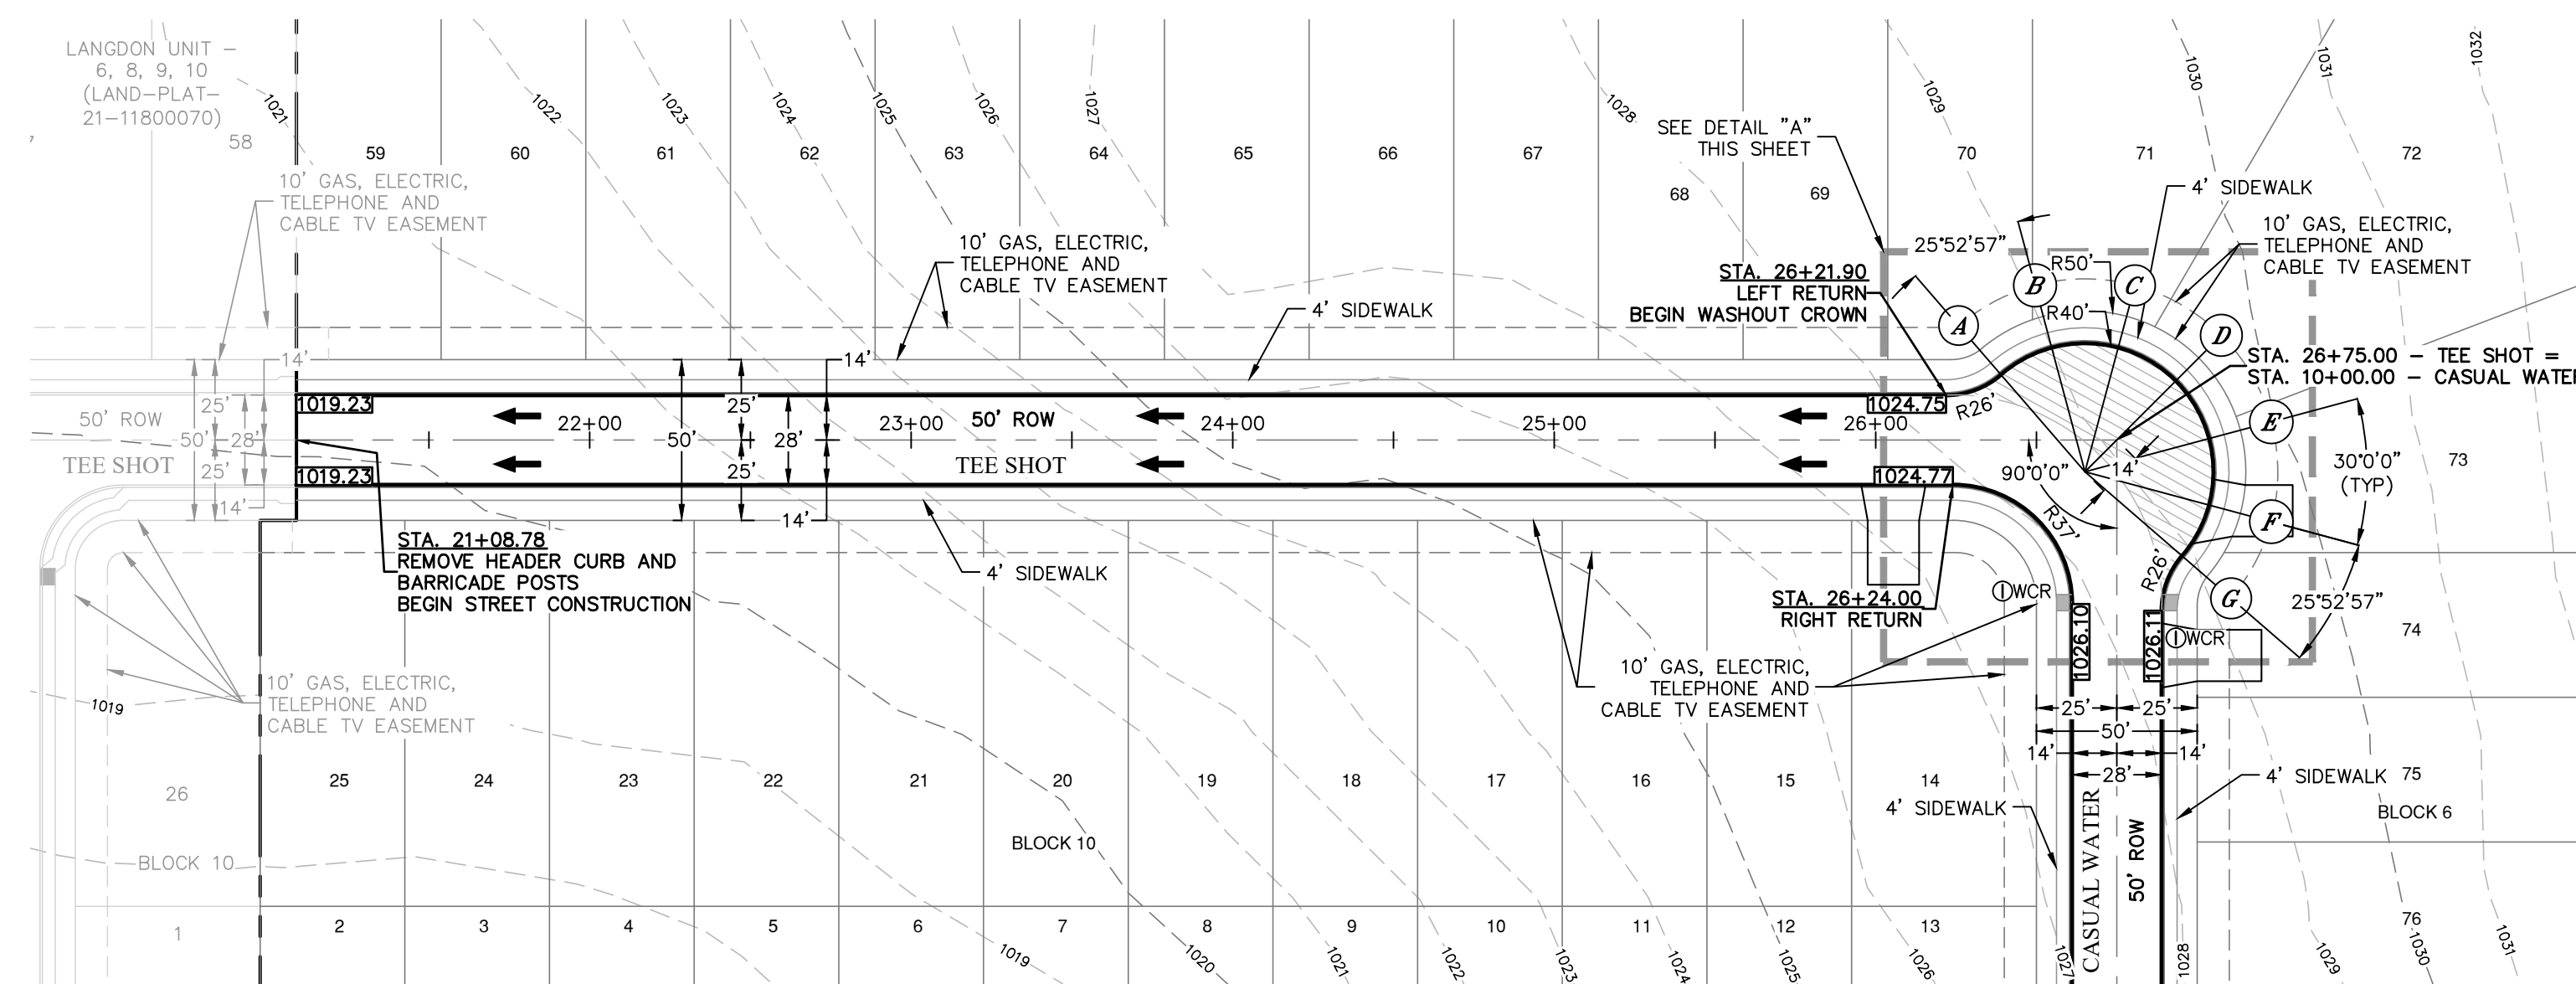 LANGDON UNIT –
6, 8, 9, 10
(LAND–PLAT–
21–11800070)
58
1021
1022
1023
1024
1025
1026
1027
1028
1029
1030
1031
1032
59
60
61
62
63
64
65
66
67
68
69
70
71
72
73
74
75
BLOCK 6
76
10' GAS, ELECTRIC,
TELEPHONE AND
CABLE TV EASEMENT
10' GAS, ELECTRIC,
TELEPHONE AND
CABLE TV EASEMENT
4' SIDEWALK
SEE DETAIL "A"
THIS SHEET
STA. 26+21.90
LEFT RETURN
BEGIN WASHOUT CROWN
25°52'57"
4' SIDEWALK
10' GAS, ELECTRIC,
TELEPHONE AND
CABLE TV EASEMENT
R50'
R40'
A
B
C
D
E
F
G
STA. 26+75.00 – TEE SHOT =
STA. 10+00.00 – CASUAL WATE
14'
14'
50' ROW
TEE SHOT
25'
50'
28'
25'
14'
1019.23
1019.23
22+00
50'
25'
25'
28'
14'
23+00
50' ROW
TEE SHOT
24+00
25+00
26+00
1024.75
1024.77
R26'
90°0'0"
14'
R37'
R26'
30°0'0"
(TYP)
25°52'57"
STA. 21+08.78
REMOVE HEADER CURB AND
BARRICADE POSTS
BEGIN STREET CONSTRUCTION
4' SIDEWALK
STA. 26+24.00
RIGHT RETURN
1 WCR
1 WCR
1026.10
1026.11
10' GAS, ELECTRIC,
TELEPHONE AND
CABLE TV EASEMENT
10' GAS, ELECTRIC,
TELEPHONE AND
CABLE TV EASEMENT
25'
25'
50'
14'
14'
28'
4' SIDEWALK
4' SIDEWALK
CASUAL WATER
50' ROW
1019
26
BLOCK 10
1
25
24
23
22
21
20
19
18
17
16
15
14
BLOCK 10
2
3
4
5
6
7
8
9
10
11
12
13
1019
1020
1021
1022
1023
1024
1025
1026
1027
1028
1029
1030
1031